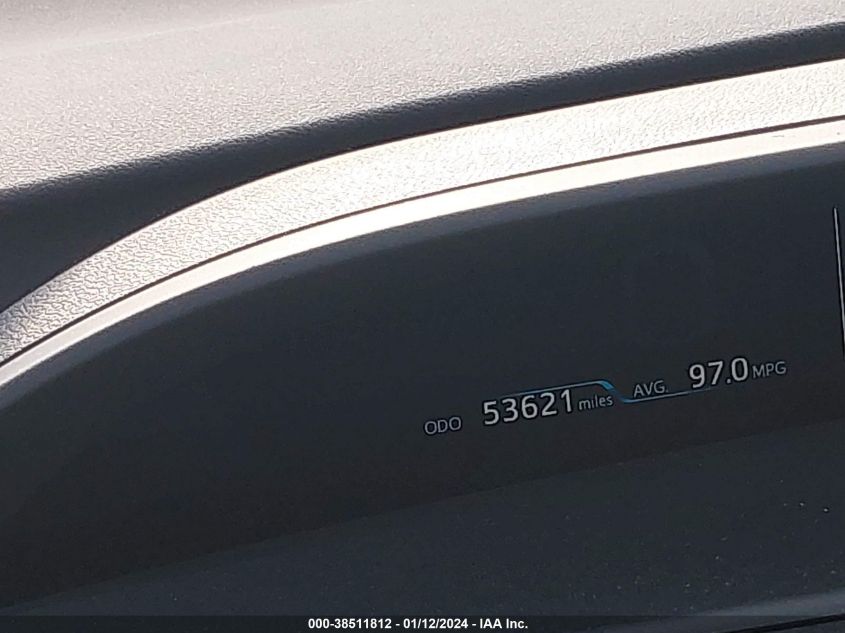 ODO 53621 miles AVG. 97.0 MPG
000-38511812 - 01/12/2024 - IAA Inc.